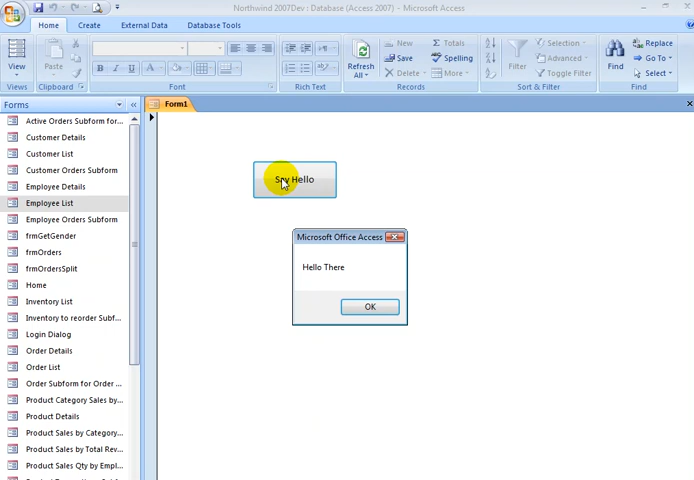 Northwind 2007Dev : Database (Access 2007) - Microsoft Access
Home Create External Data Database Tools
View
Views
Paste
Clipboard
B I U A
Font
Rich Text
Refresh All
New
Save
Delete
Totals
Spelling
More
Records
Filter
Selection
Advanced
Toggle Filter
Sort & Filter
Find
Replace
Go To
Select
Find
Forms
Form1
Active Orders Subform for...
Customer Details
Customer List
Customer Orders Subform
Employee Details
Employee List
Employee Orders Subform
frmGetGender
frmOrders
frmOrdersSplit
Home
Inventory List
Inventory to reorder Subf...
Login Dialog
Order Details
Order List
Order Subform for Order ...
Product Category Sales by...
Product Details
Product Sales by Category...
Product Sales by Total Rev...
Product Sales Qty by Empl...
Say Hello
Microsoft Office Access
Hello There
OK